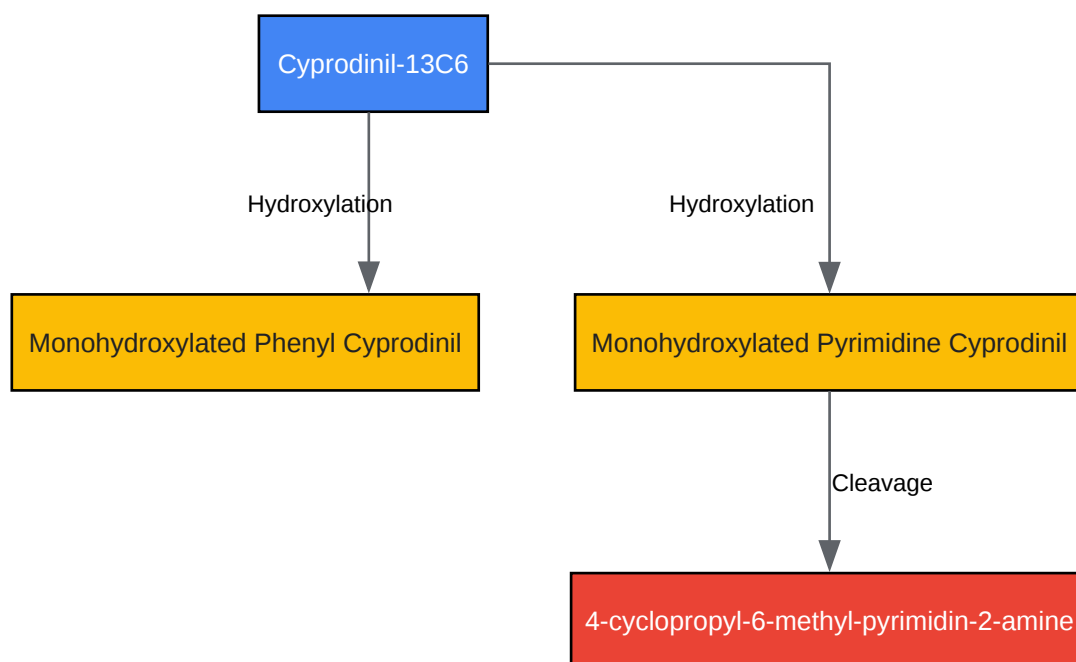 Cyprodinil-13C6
Hydroxylation
Hydroxylation
Monohydroxylated Phenyl Cyprodinil
Monohydroxylated Pyrimidine Cyprodinil
Cleavage
4-cyclopropyl-6-methyl-pyrimidin-2-amine